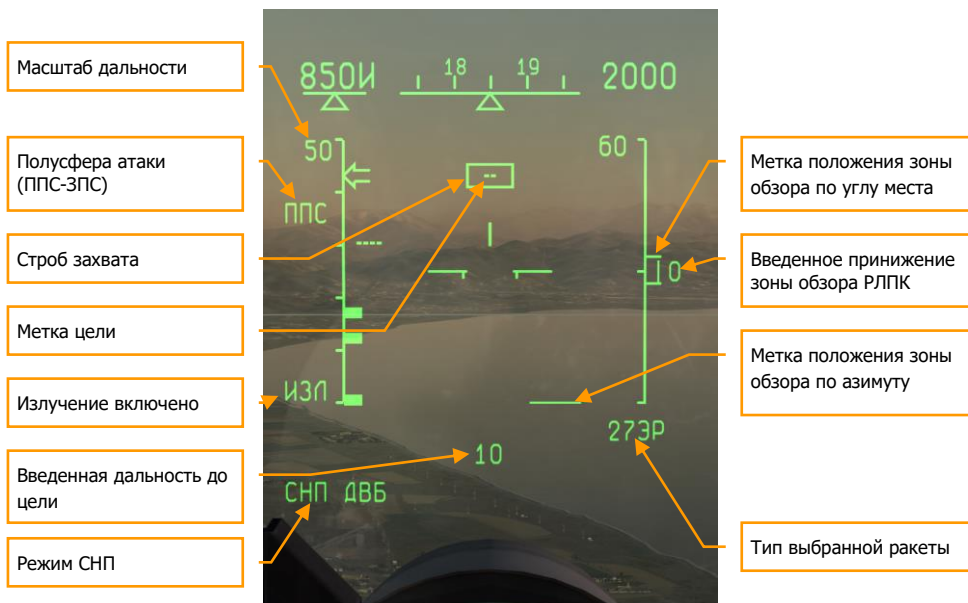 Масштаб дальности
Полусфера атаки
(ППС-ЗПС)
Строб захвата
Метка цели
Излучение включено
Введенная дальность до
цели
Режим СНП
850И
18 19
2000
50
ППС
60
0
ИЗЛ
27ЭР
10
СНП ДВБ
Метка положения зоны
обзора по углу места
Введенное принижение
зоны обзора РЛПК
Метка положения зоны
обзора по азимуту
Тип выбранной ракеты